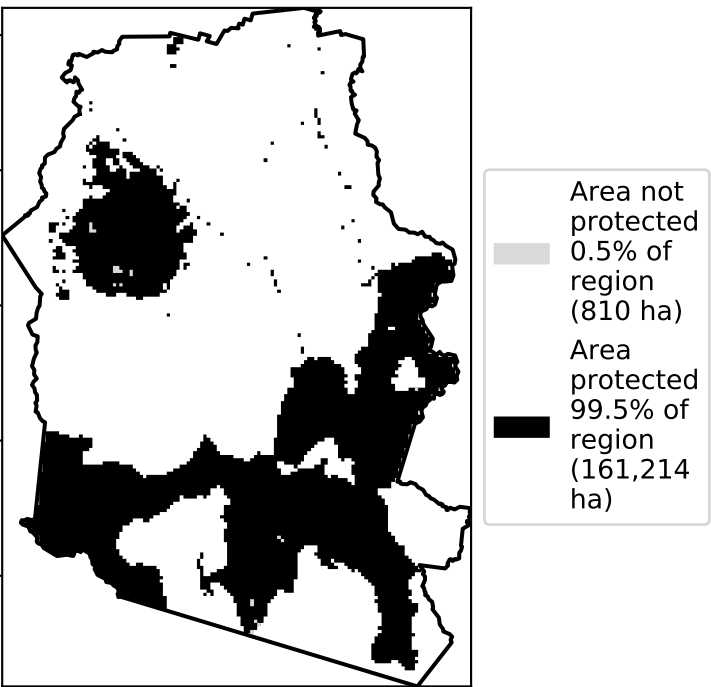 Area not
protected
0.5% of
region
(810 ha)
Area
protected
99.5% of
region
(161,214
ha)